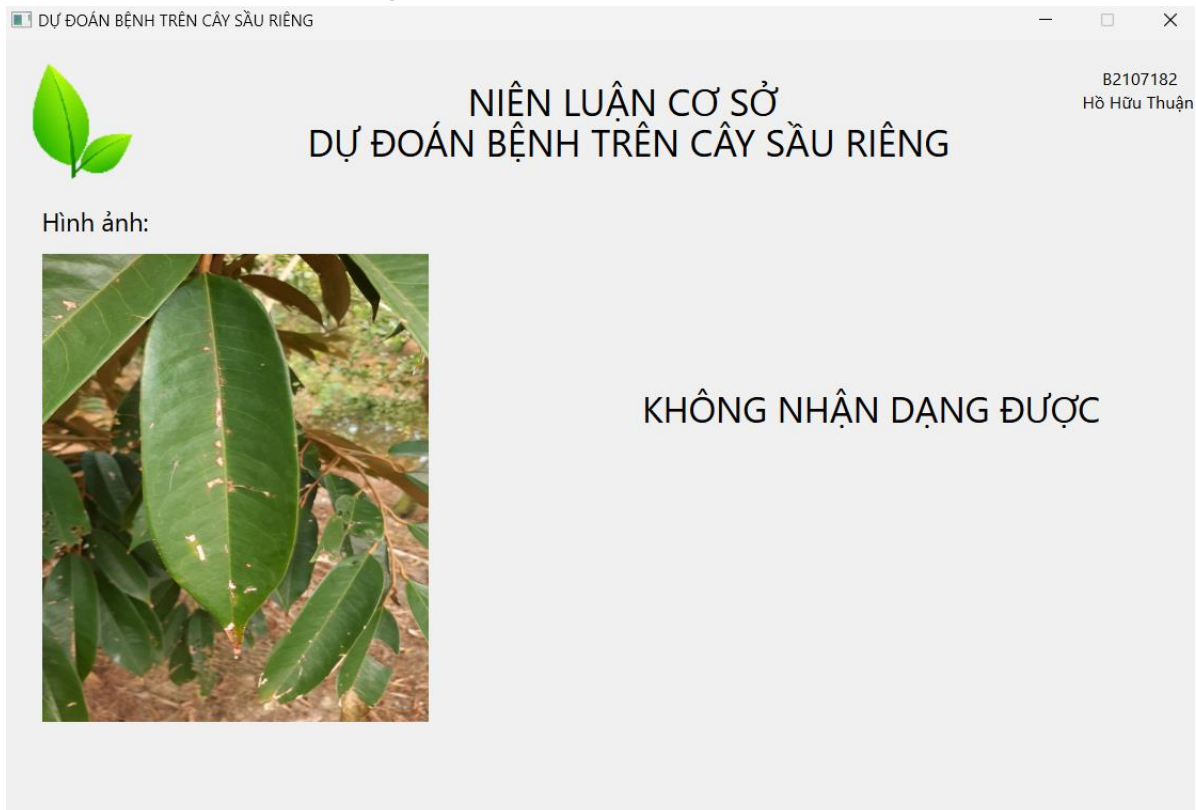 DỰ ĐOÁN BỆNH TRÊN CÂY SẦU RIÊNG
B2107182
Hồ Hữu Thuận
NIÊN LUẬN CƠ SỞ
DỰ ĐOÁN BỆNH TRÊN CÂY SẦU RIÊNG
Hình ảnh:
KHÔNG NHẬN DẠNG ĐƯỢC